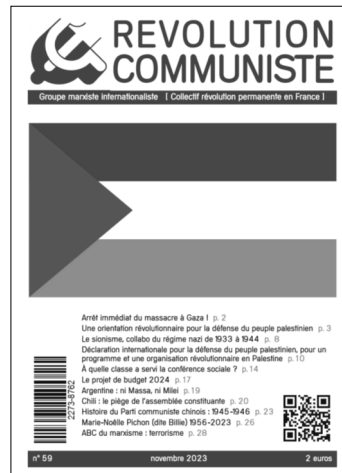 REVOLUTION
COMMUNISTE
Groupe marxiste internationaliste [ Collectif révolution permanente en France ]
Arrêt immédiat du massacre à Gaza ! p. 2
Une orientation révolutionnaire pour la défense du peuple palestinien p. 3
Le sionisme, collabo du régime nazi de 1933 à 1944 p. 8
Déclaration internationale pour la défense du peuple palestinien, pour un
programme et une organisation révolutionnaire en Palestine p. 10
À quelle classe a servi la conférence sociale ? p. 14
Le projet de budget 2024 p. 17
Argentine : ni Massa, ni Milei p. 19
Chili : le piège de l'assemblée constituante p. 20
Histoire du Parti communiste chinois : 1945-1946 p. 23
Marie-Noëlle Pichon (dite Billie) 1956-2023 p. 26
ABC du marxisme : terrorisme p. 28
2273-8762
n° 59 novembre 2023 2 euros